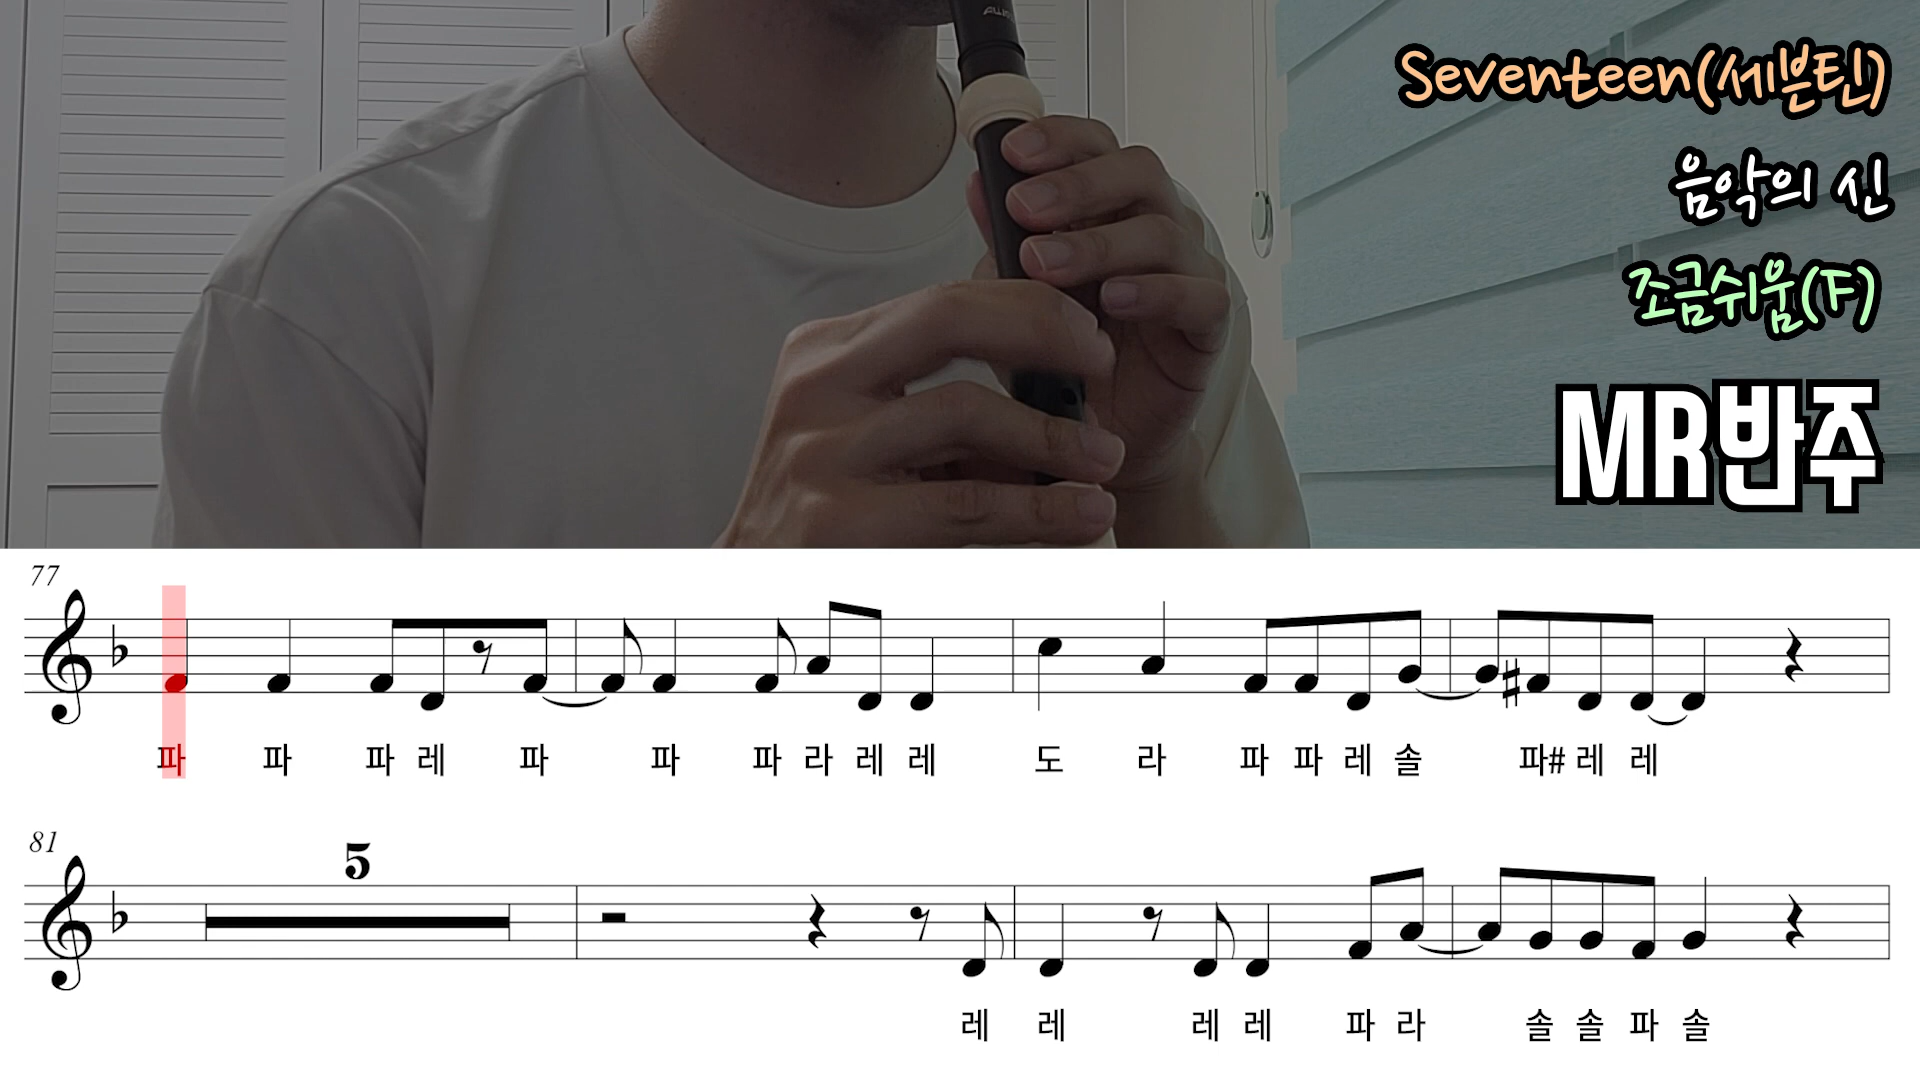 Seventeen(세븐틴)
음악의 신
조금쉬움(F)
MR반주
77
파 파 파 레 파 파 파 라 레 레 도 라 파 파 레 솔 파# 레 레
81
5
레 레 레 레 파 라 솔 솔 파 솔